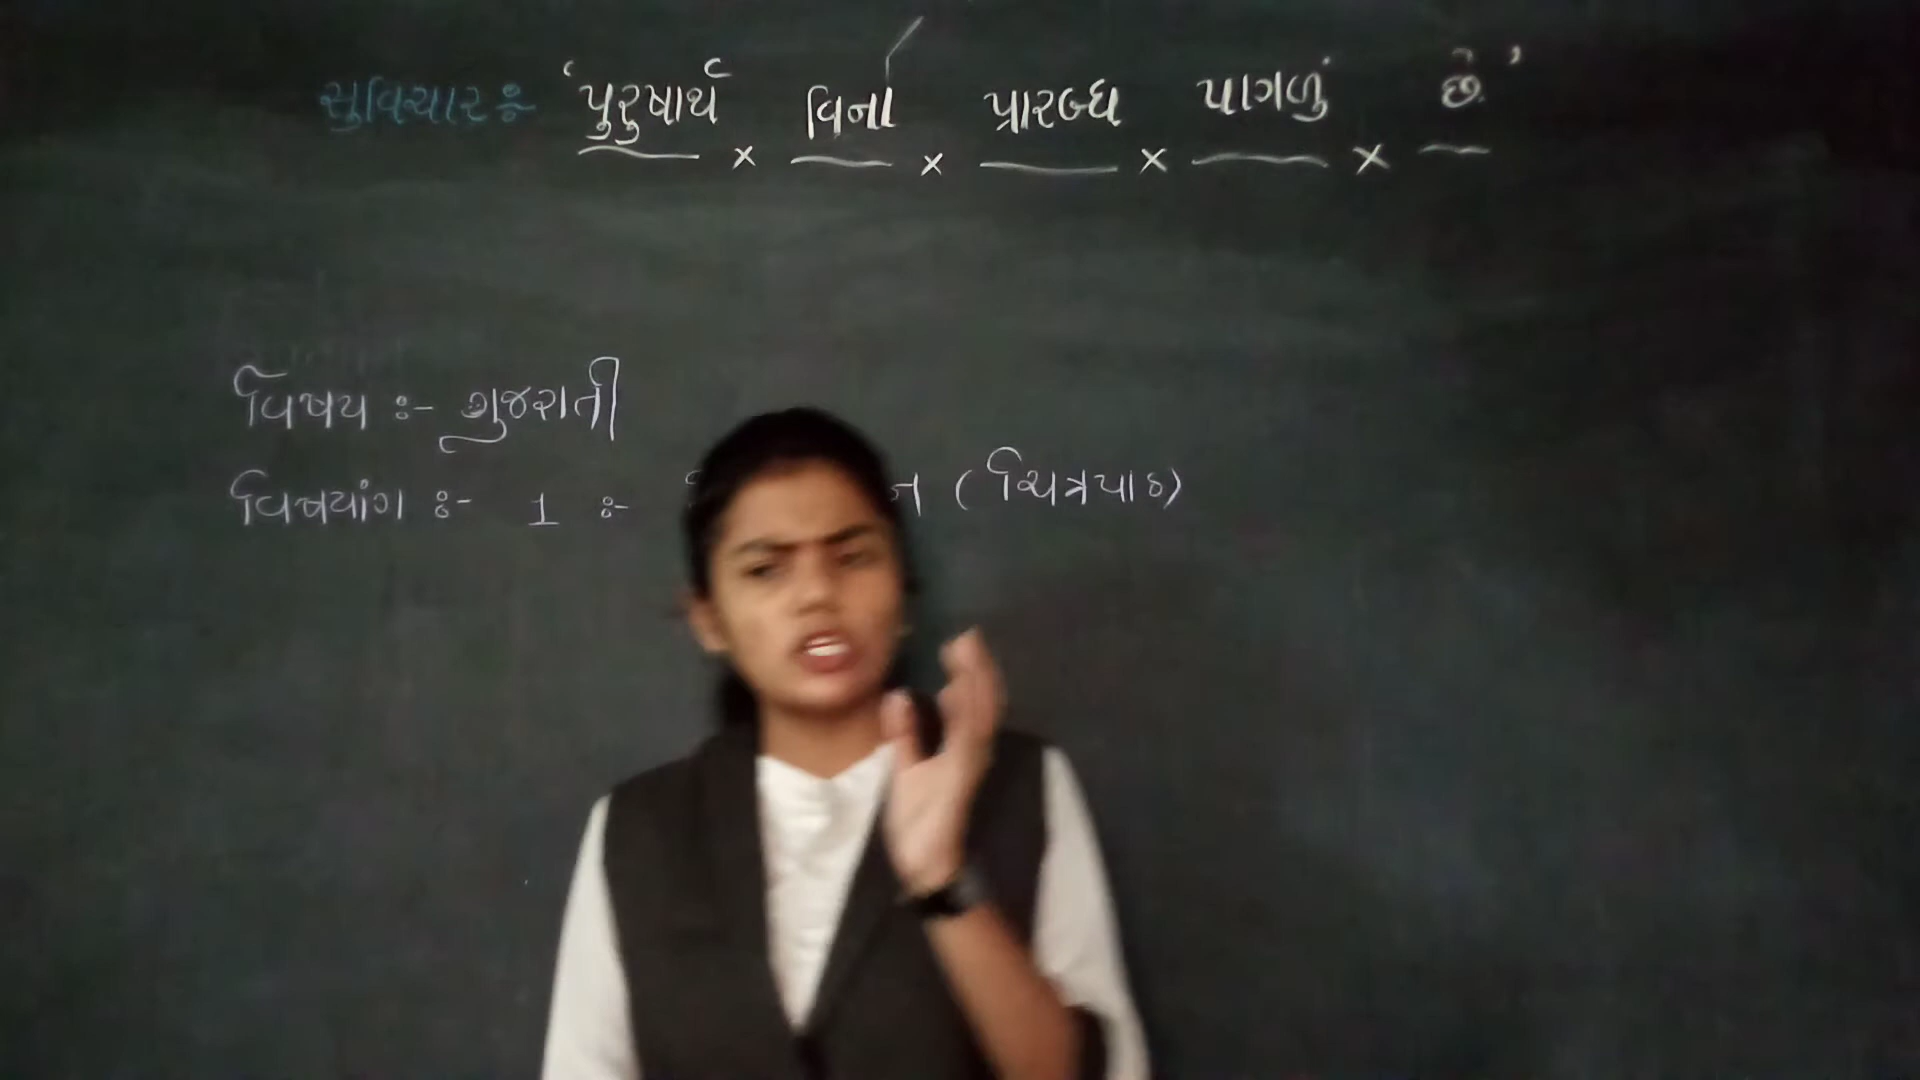 સુવિચાર :- ‘પુરુષાર્થ વિના પ્રારબ્ધ પાગળું છે’
વિષય :- ગુજરાતી
વિષયાંગ :- 1 :- (ચિત્રપાઠ)